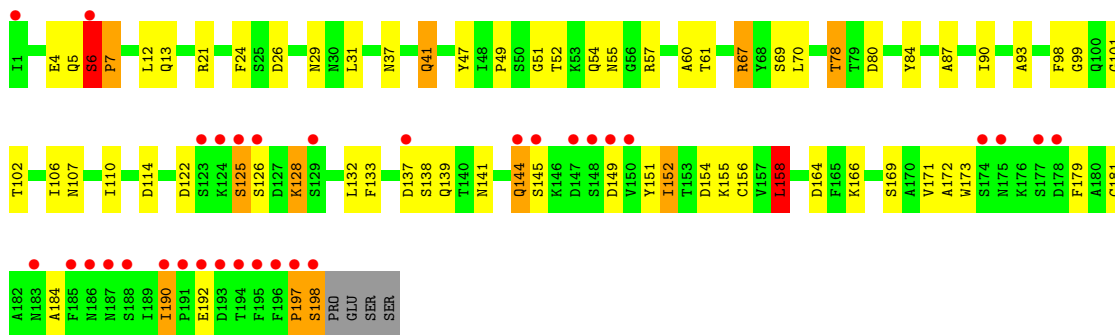 I1 E4 Q5 S6 P7 L12 Q13 R21 F24 S25 D26 N29 N30 L31 N37 Q41 Y47 I48 P49 S50 G51 T52 K53 Q54 N55 G56 R57 A60 T61 R67 Y68 S69 L70 T78 T79 D80 Y84 A87 I90 A93 F98 G99 Q100 G101
T102 I106 N107 I110 D114 D122 S123 K124 S125 S126 D127 K128 S129 L132 F133 D137 S138 Q139 T140 N141 Q144 S145 K146 D147 S148 D149 V150 Y151 I152 T153 D154 K155 C156 V157 L158 D164 F165 K166 S169 A170 V171 A172 W173 S174 N175 K176 S177 D178 F179 A180 C181
A182 N183 A184 F185 N186 N187 S188 I189 I190 P191 E192 D193 T194 F195 F196 P197 S198 PRO GLU SER SER